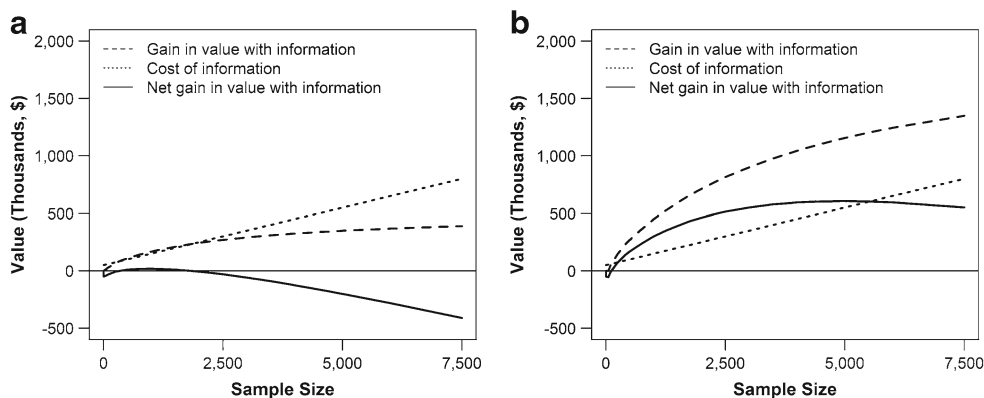 a
2,000
1,500
1,000
500
0
-500
Value (Thousands, $)
Gain in value with information
Cost of information
Net gain in value with information
0
2,500
5,000
7,500
Sample Size
b
2,000
1,500
1,000
500
0
-500
Value (Thousands, $)
Gain in value with information
Cost of information
Net gain in value with information
0
2,500
5,000
7,500
Sample Size